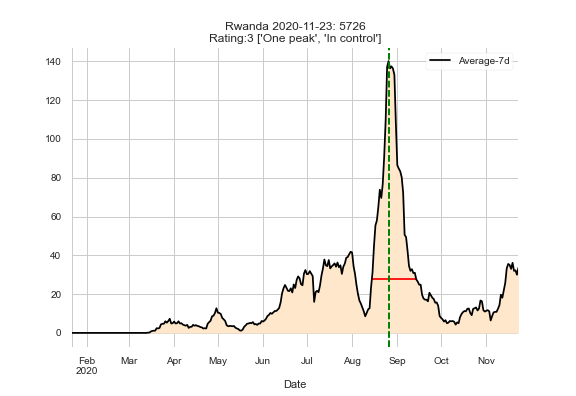 Rwanda 2020-11-23: 5726
Rating:3 ['One peak', 'In control']
Average-7d
140
120
100
80
60
40
20
0
Feb Mar Apr May Jun Jul Aug Sep Oct Nov
2020
Date